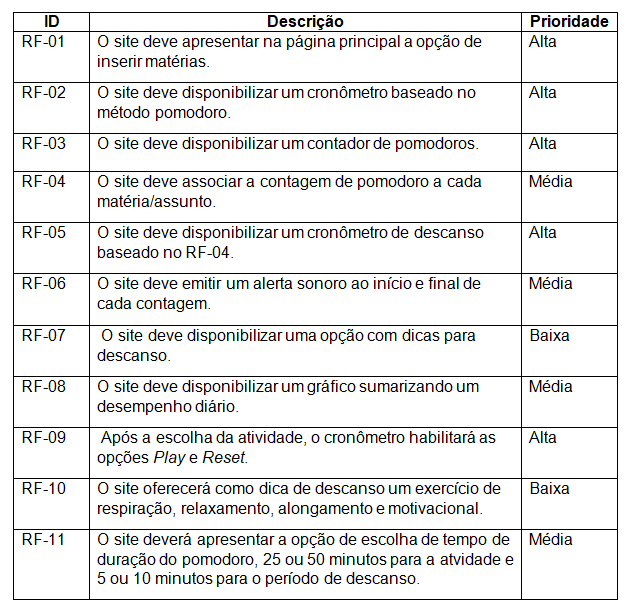 ID Descrição Prioridade
RF-01 O site deve apresentar na página principal a opção de Alta
inserir matérias.
RF-02 O site deve disponibilizar um cronômetro baseado no Alta
método pomodoro.
RF-03 O site deve disponibilizar um contador de pomodoros. Alta
RF-04 O site deve associar a contagem de pomodoro a cada Média
matéria/assunto.
RF-05 O site deve disponibilizar um cronômetro de descanso Alta
baseado no RF-04.
RF-06 O site deve emitir um alerta sonoro ao início e final de Média
cada contagem.
RF-07 O site deve disponibilizar uma opção com dicas para Baixa
descanso.
RF-08 O site deve disponibilizar um gráfico sumarizando um Média
desempenho diário.
RF-09 Após a escolha da atividade, o cronômetro habilitará as Alta
opções Play e Reset.
RF-10 O site oferecerá como dica de descanso um exercício de Baixa
respiração, relaxamento, alongamento e motivacional.
RF-11 O site deverá apresentar a opção de escolha de tempo de Média
duração do pomodoro, 25 ou 50 minutos para a atvidade e
5 ou 10 minutos para o período de descanso.